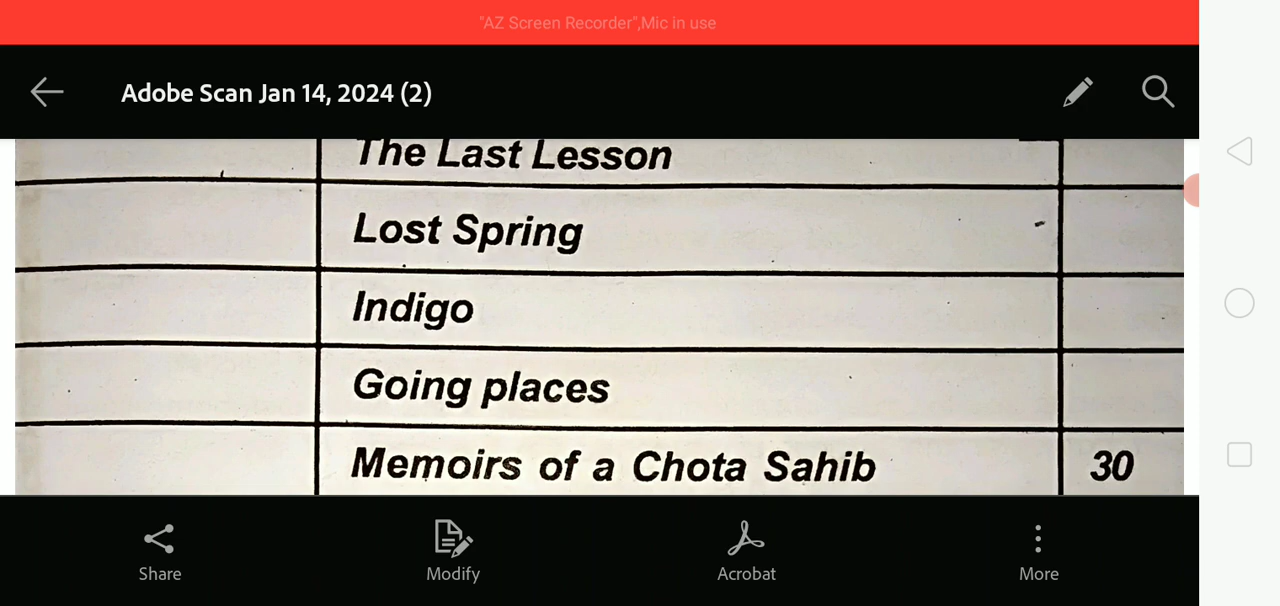 "AZ Screen Recorder",Mic in use
Adobe Scan Jan 14, 2024 (2)
The Last Lesson
Lost Spring
Indigo
Going places
Memoirs of a Chota Sahib 30
Share Modify Acrobat More